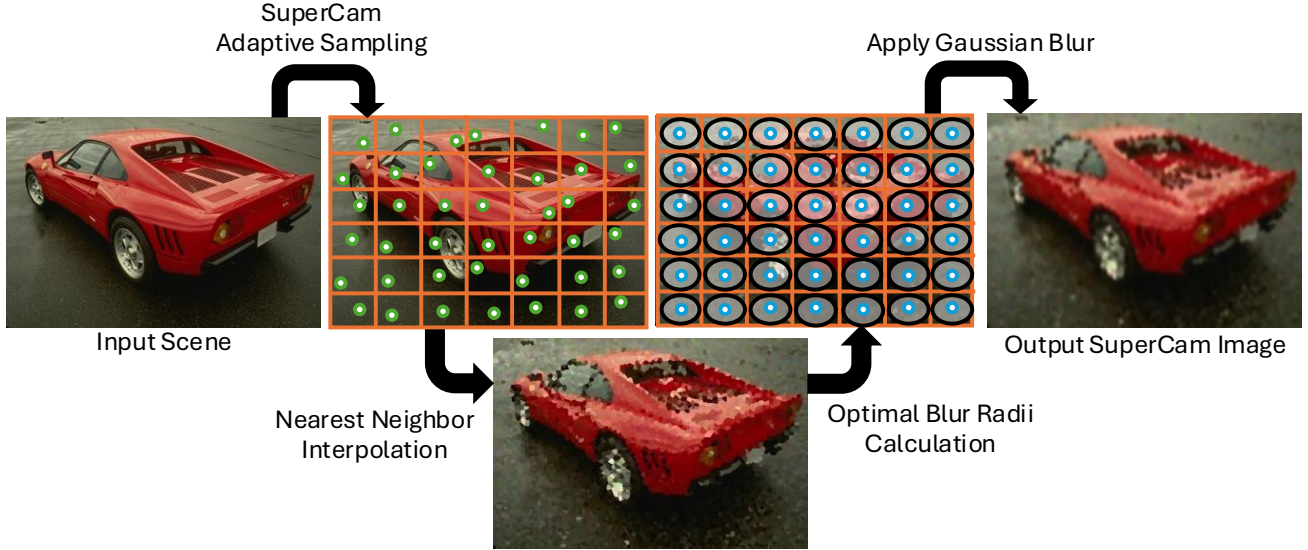 SuperCam
Adaptive Sampling
Apply Gaussian Blur
Input Scene
Output SuperCam Image
Nearest Neighbor
Interpolation
Optimal Blur Radii
Calculation